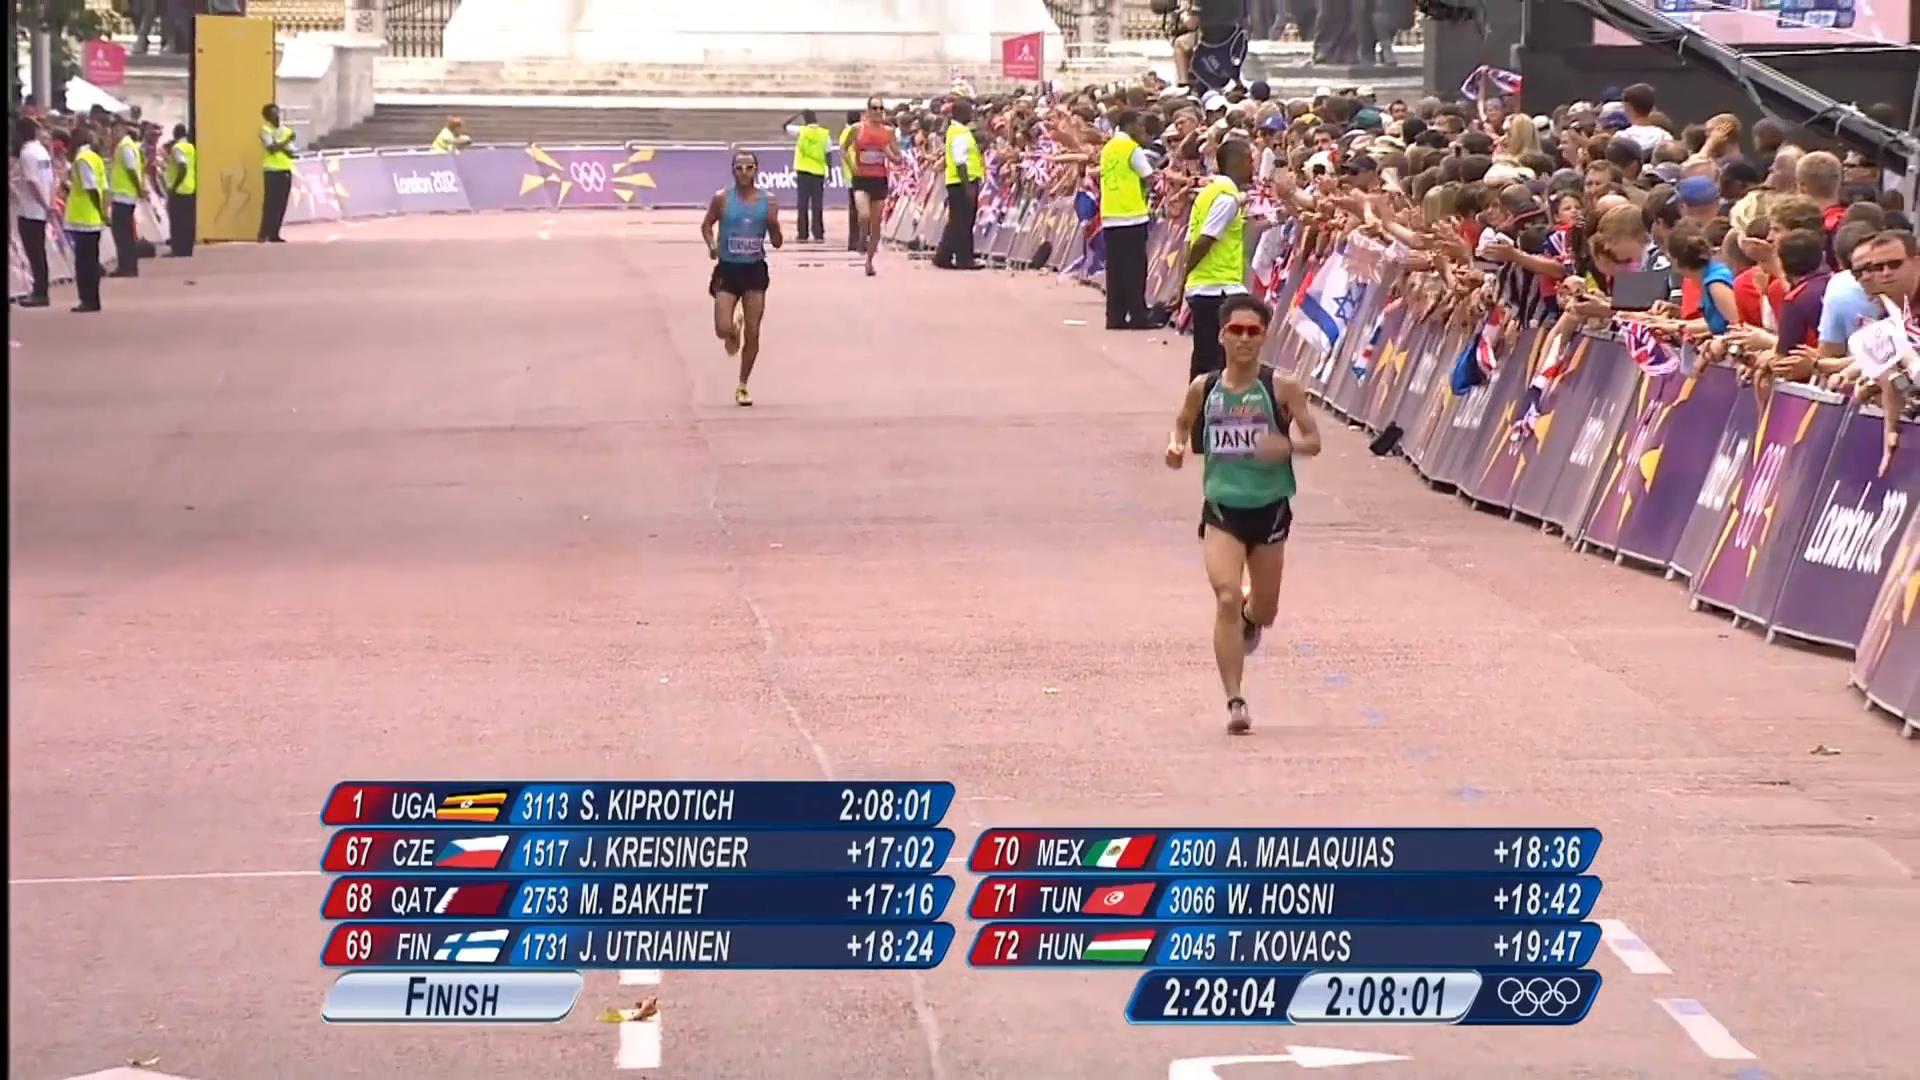 London 2012
JANG
London 2012
1 UGA 3113 S. KIPROTICH 2:08:01
67 CZE 1517 J. KREISINGER +17:02
68 QAT 2753 M. BAKHET +17:16
69 FIN 1731 J. UTRIAINEN +18:24
70 MEX 2500 A. MALAQUIAS +18:36
71 TUN 3066 W. HOSNI +18:42
72 HUN 2045 T. KOVACS +19:47
FINISH
2:28:04 2:08:01